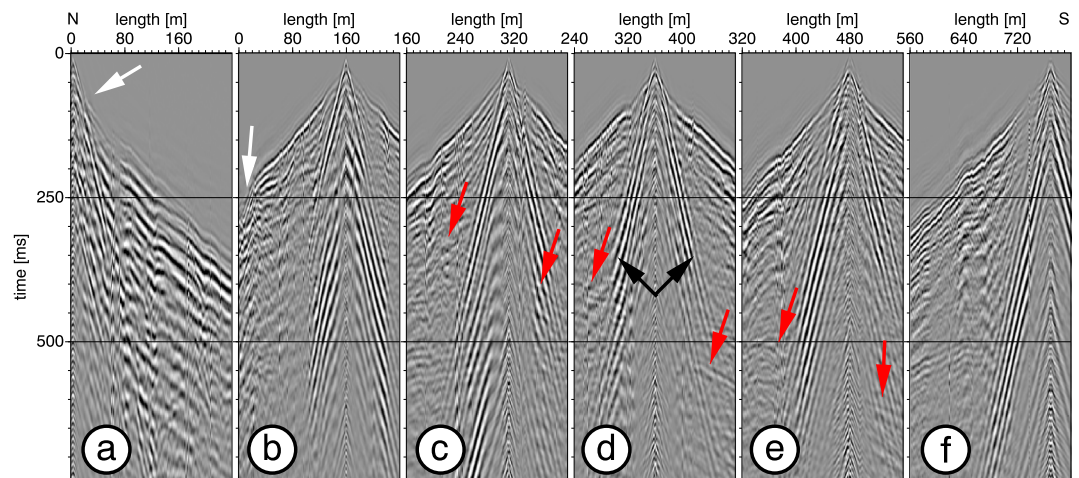 N length [m] length [m] length [m] length [m] length [m] length [m] S
0 80 160 0 80 160 160 240 320 240 320 400 320 400 480 560 640 720
0
250
time [ms]
500
a b c d e f